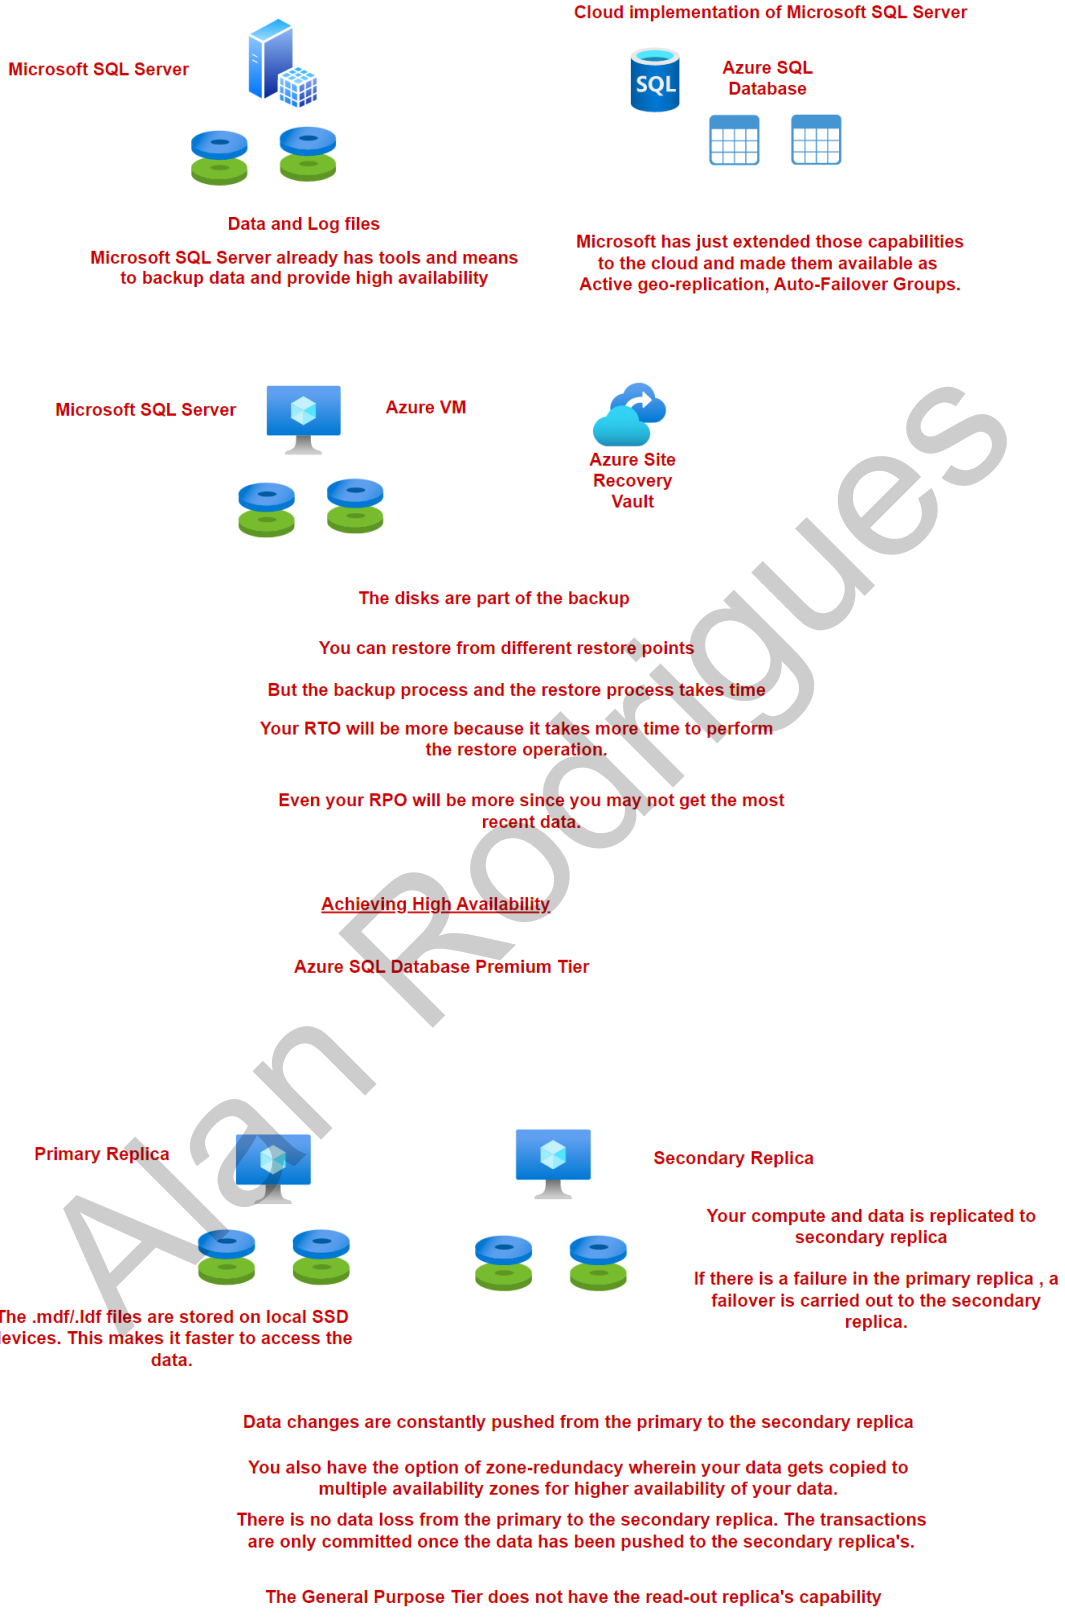 Cloud implementation of Microsoft SQL Server
Microsoft SQL Server
SQL
Azure SQL
Database
Data and Log files
Microsoft SQL Server already has tools and means
to backup data and provide high availability
Microsoft has just extended those capabilities
to the cloud and made them available as
Active geo-replication, Auto-Failover Groups.
Microsoft SQL Server
Azure VM
Azure Site
Recovery
Vault
The disks are part of the backup
You can restore from different restore points
But the backup process and the restore process takes time
Your RTO will be more because it takes more time to perform
the restore operation.
Even your RPO will be more since you may not get the most
recent data.
Achieving High Availability
Azure SQL Database Premium Tier
Primary Replica
Secondary Replica
Your compute and data is replicated to
secondary replica
If there is a failure in the primary replica , a
failover is carried out to the secondary
replica.
The .mdf/.ldf files are stored on local SSD
devices. This makes it faster to access the
data.
Data changes are constantly pushed from the primary to the secondary replica
You also have the option of zone-redundacy wherein your data gets copied to
multiple availability zones for higher availability of your data.
There is no data loss from the primary to the secondary replica. The transactions
are only committed once the data has been pushed to the secondary replica's.
The General Purpose Tier does not have the read-out replica's capability
Alan Rodrigues